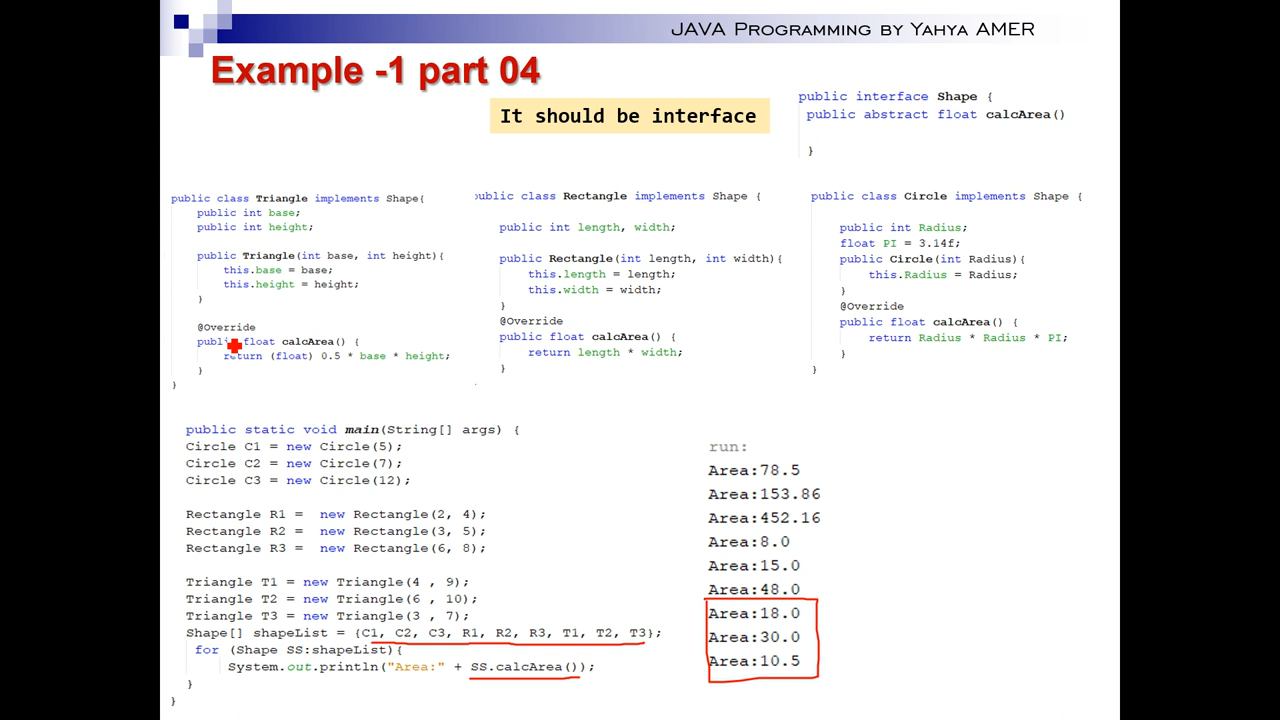 JAVA PROGRAMMING BY YAHYA AMER
Example -1 part 04
It should be interface
public interface Shape {
public abstract float calcArea()
}
public class Triangle implements Shape{
public int base;
public int height;
public Triangle(int base, int height){
this.base = base;
this.height = height;
}
@Override
public float calcArea() {
return (float) 0.5 * base * height;
}
}
public class Rectangle implements Shape {
public int length, width;
public Rectangle(int length, int width){
this.length = length;
this.width = width;
}
@Override
public float calcArea() {
return length * width;
}
public class Circle implements Shape {
public int Radius;
float PI = 3.14f;
public Circle(int Radius){
this.Radius = Radius;
}
@Override
public float calcArea() {
return Radius * Radius * PI;
}
}
public static void main(String[] args) {
Circle C1 = new Circle(5);
Circle C2 = new Circle(7);
Circle C3 = new Circle(12);
Rectangle R1 = new Rectangle(2, 4);
Rectangle R2 = new Rectangle(3, 5);
Rectangle R3 = new Rectangle(6, 8);
Triangle T1 = new Triangle(4 , 9);
Triangle T2 = new Triangle(6 , 10);
Triangle T3 = new Triangle(3 , 7);
Shape[] shapeList = {C1, C2, C3, R1, R2, R3, T1, T2, T3};
for (Shape SS:shapeList){
System.out.println("Area:" + SS.calcArea());
}
}
run:
Area:78.5
Area:153.86
Area:452.16
Area:8.0
Area:15.0
Area:48.0
Area:18.0
Area:30.0
Area:10.5